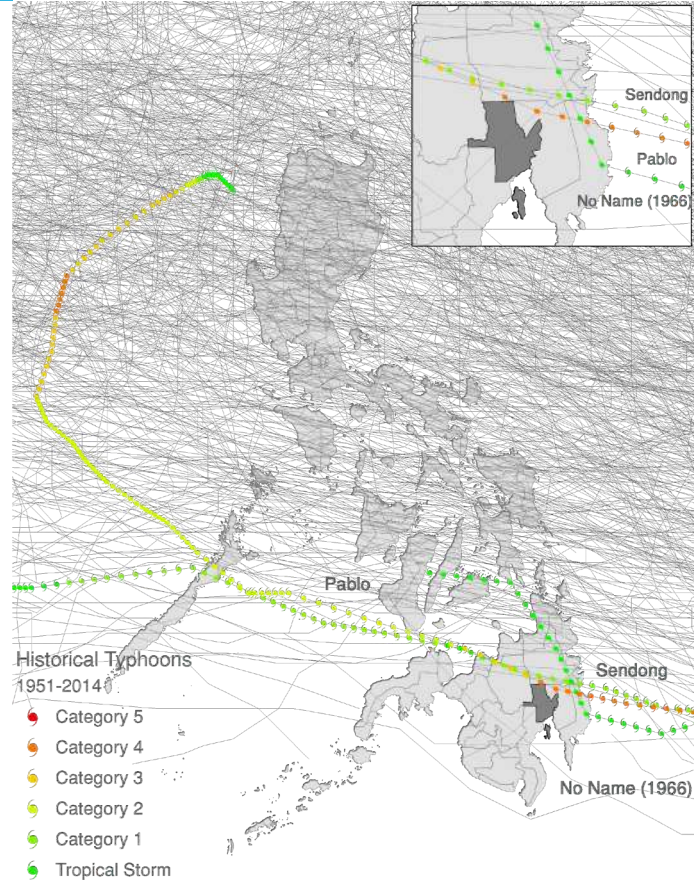 Sendong
Pablo
No Name (1966)
Pablo
Sendong
No Name (1966)
Historical Typhoons
1951-2014
Category 5
Category 4
Category 3
Category 2
Category 1
Tropical Storm